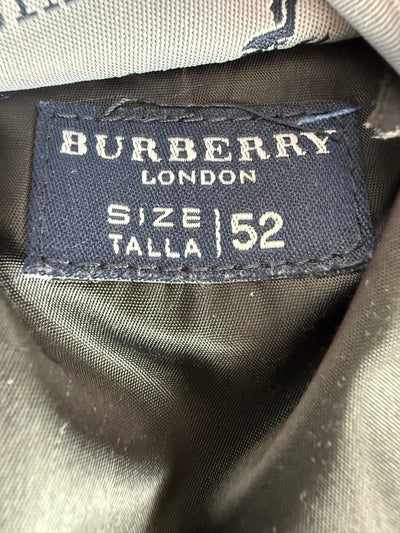 BURBERRY
LONDON
SIZE
TALLA
52